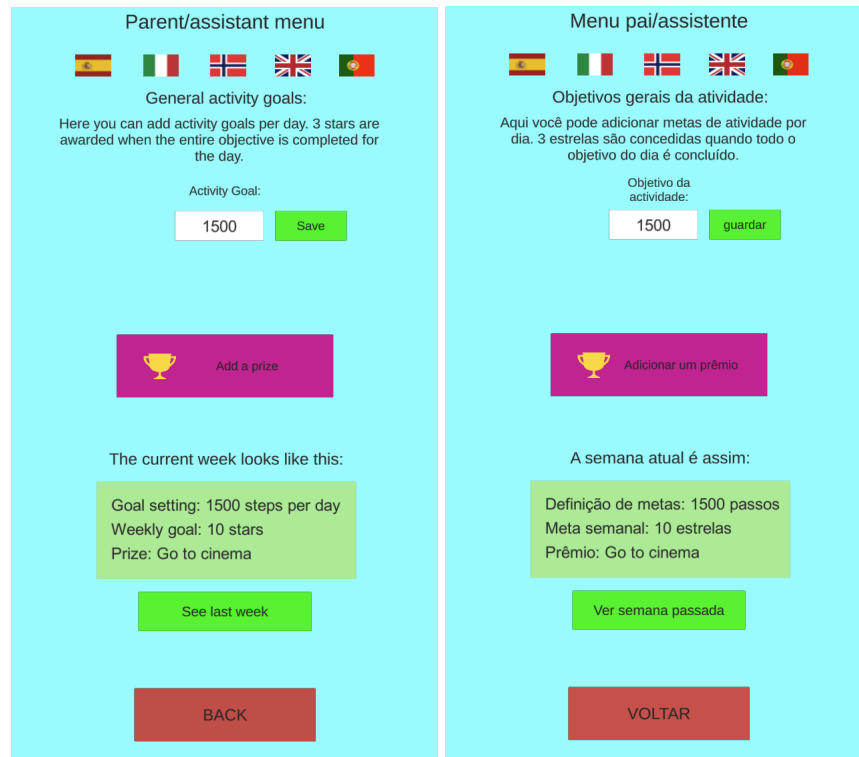 Parent/assistant menu
General activity goals:
Here you can add activity goals per day. 3 stars are
awarded when the entire objective is completed for
the day.
Activity Goal:
1500
Save
Add a prize
The current week looks like this:
Goal setting: 1500 steps per day
Weekly goal: 10 stars
Prize: Go to cinema
See last week
BACK
Menu pai/assistente
Objetivos gerais da atividade:
Aqui você pode adicionar metas de atividade por
dia. 3 estrelas são concedidas quando todo o
objetivo do dia é concluído.
Objetivo da
actividade:
1500
guardar
Adicionar um prêmio
A semana atual é assim:
Definição de metas: 1500 passos
Meta semanal: 10 estrelas
Prêmio: Go to cinema
Ver semana passada
VOLTAR